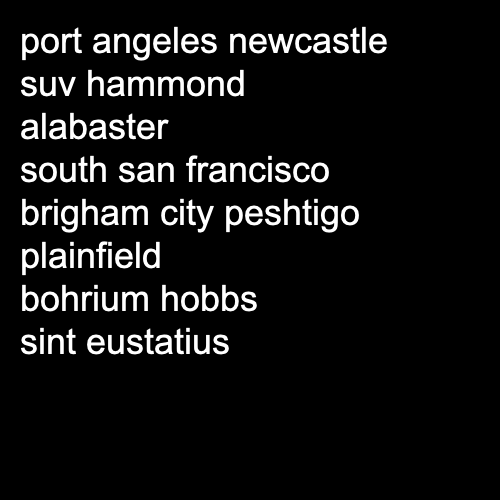 port angeles newcastle
suv hammond
alabaster
south san francisco
brigham city peshtigo
plainfield
bohrium hobbs
sint eustatius